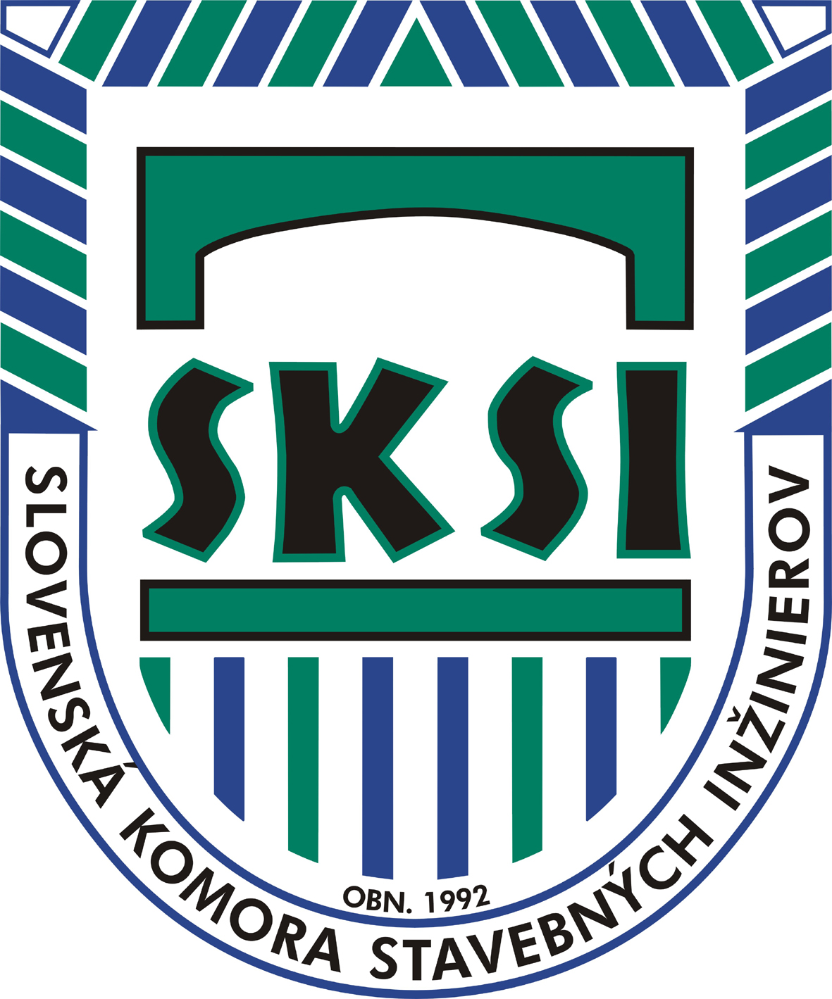 SKSI
OBN. 1992
SLOVENSKÁ KOMORA STAVEBNÝCH INŽINIEROV